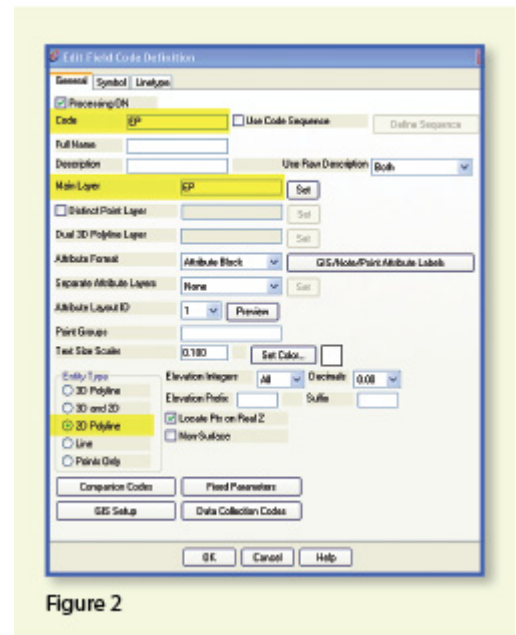 Edit Field Code Definition
General Symbol Linetype
Processing ON
Code EP Use Code Sequence Define Sequence
Full Name
Description Use Raw Description Both
Main Layer EP Set
Distinct Point Layer Set
Dual 3D Polyline Layer Set
Attribute Format Attribute Block GIS/Note/Point Attribute Labels
Separate Attribute Layers None Set
Attribute Layout ID 1 Preview
Point Groups
Text Size Scaler 0.100 Set Color...
Entity Type Elevation Integers All Decimals 0.00
3D Polyline Elevation Prefix Suffix
3D and 2D Locate Pts on Real Z
2D Polyline Non-Surface
Line
Points Only
Companion Codes Fixed Parameters
GIS Setup Data Collection Codes
OK Cancel Help
Figure 2